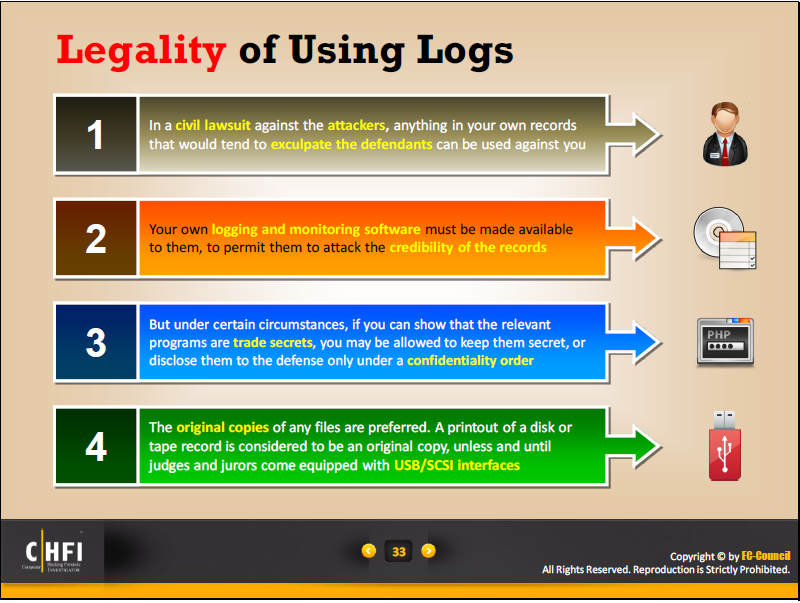 Legality of Using Logs
1
In a civil lawsuit against the attackers, anything in your own records
that would tend to exculpate the defendants can be used against you
2
Your own logging and monitoring software must be made available
to them, to permit them to attack the credibility of the records
3
But under certain circumstances, if you can show that the relevant
programs are trade secrets, you may be allowed to keep them secret, or
disclose them to the defense only under a confidentiality order
PHP
4
The original copies of any files are preferred. A printout of a disk or
tape record is considered to be an original copy, unless and until
judges and jurors come equipped with USB/SCSI interfaces
CHFI
Computer Hacking Forensic
INVESTIGATOR
33
Copyright © by EC-Council
All Rights Reserved. Reproduction is Strictly Prohibited.